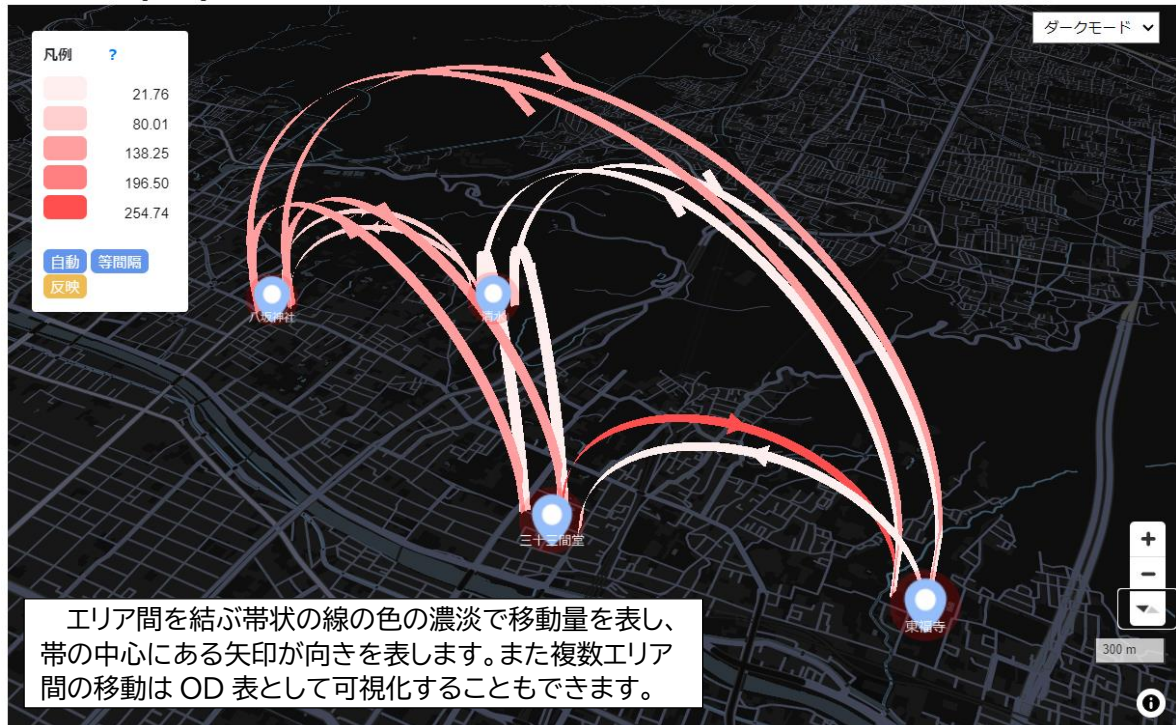 ダークモード
凡例 ?
21.76
80.01
138.25
196.50
254.74
自動 等間隔
反映
八坂神社
清水
三十三間堂
東福寺
+
−
300 m
エリア間を結ぶ帯状の線の色の濃淡で移動量を表し、
帯の中心にある矢印が向きを表します。また複数エリア
間の移動は OD 表として可視化することもできます。